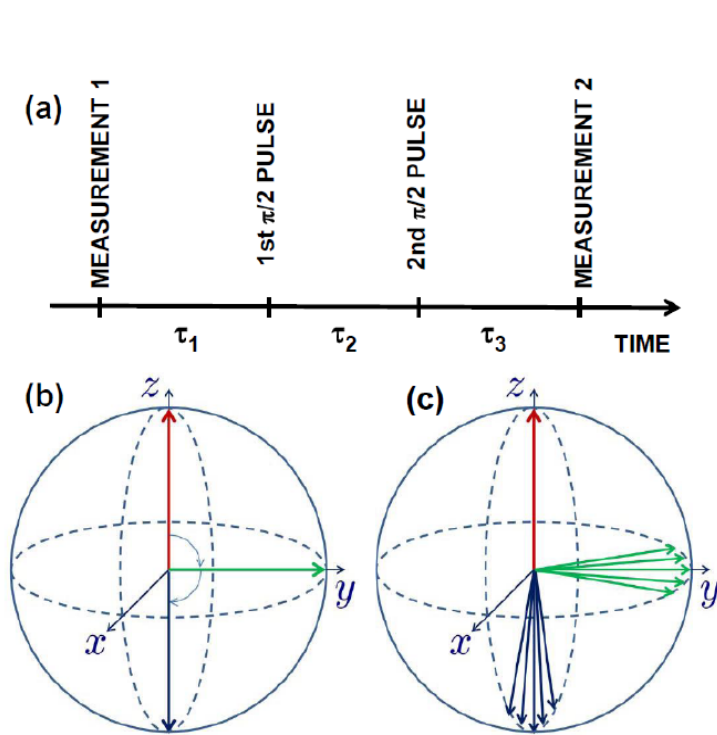 (a)
MEASUREMENT 1
1st π/2 PULSE
2nd π/2 PULSE
MEASUREMENT 2
τ1
τ2
τ3
TIME
(b)
z
y
x
(c)
z
y
x